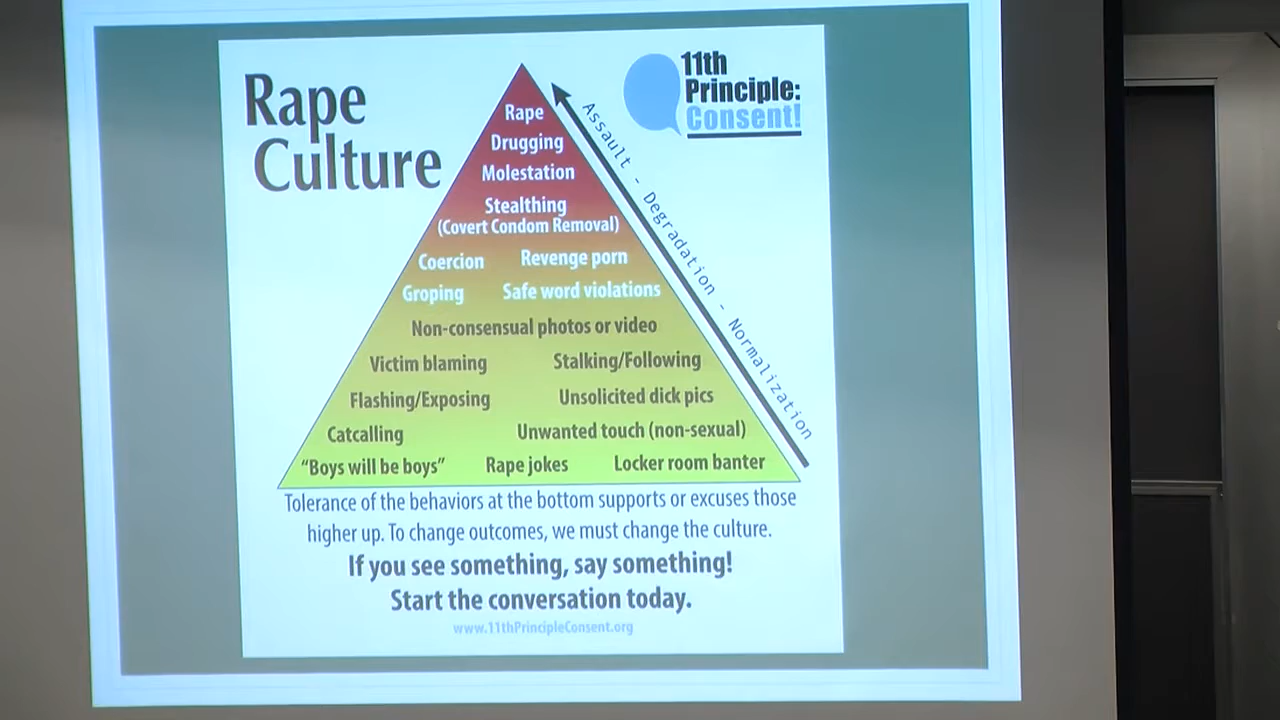 Rape
Culture
11th
Principle:
Consent!
Assault - Degradation - Normalization
Rape
Drugging
Molestation
Stealthing
(Covert Condom Removal)
Coercion Revenge porn
Groping Safe word violations
Non-consensual photos or video
Victim blaming Stalking/Following
Flashing/Exposing Unsolicited dick pics
Catcalling Unwanted touch (non-sexual)
"Boys will be boys" Rape jokes Locker room banter
Tolerance of the behaviors at the bottom supports or excuses those
higher up. To change outcomes, we must change the culture.
If you see something, say something!
Start the conversation today.
www.11thPrincipleConsent.org